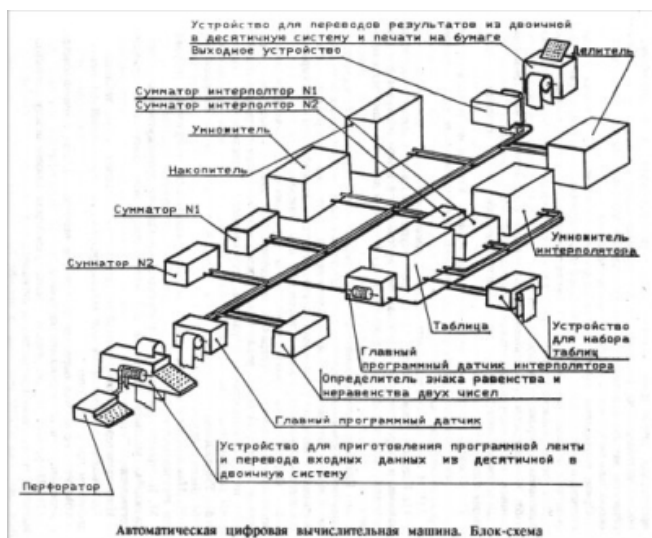 Устройство для переводов результатов из двоичной
в десятичную систему и печати на бумаге
Выходное устройство
Делитель
Сумматор интерполтор N1
Сумматор интерполтор N2
Умножитель
Накопитель
Сумматор N1
Сумматор N2
Умножитель
интерполятора
Таблица
Устройство
для набора
таблиц
Главный
программный датчик интерполятора
Определитель знака равенства и
неравенства двух чисел
Главный программный датчик
Устройство для приготовления программной ленты
и перевода входных данных из десятичной в
двоичную систему
Перфоратор
Автоматическая цифровая вычислительная машина. Блок-схема